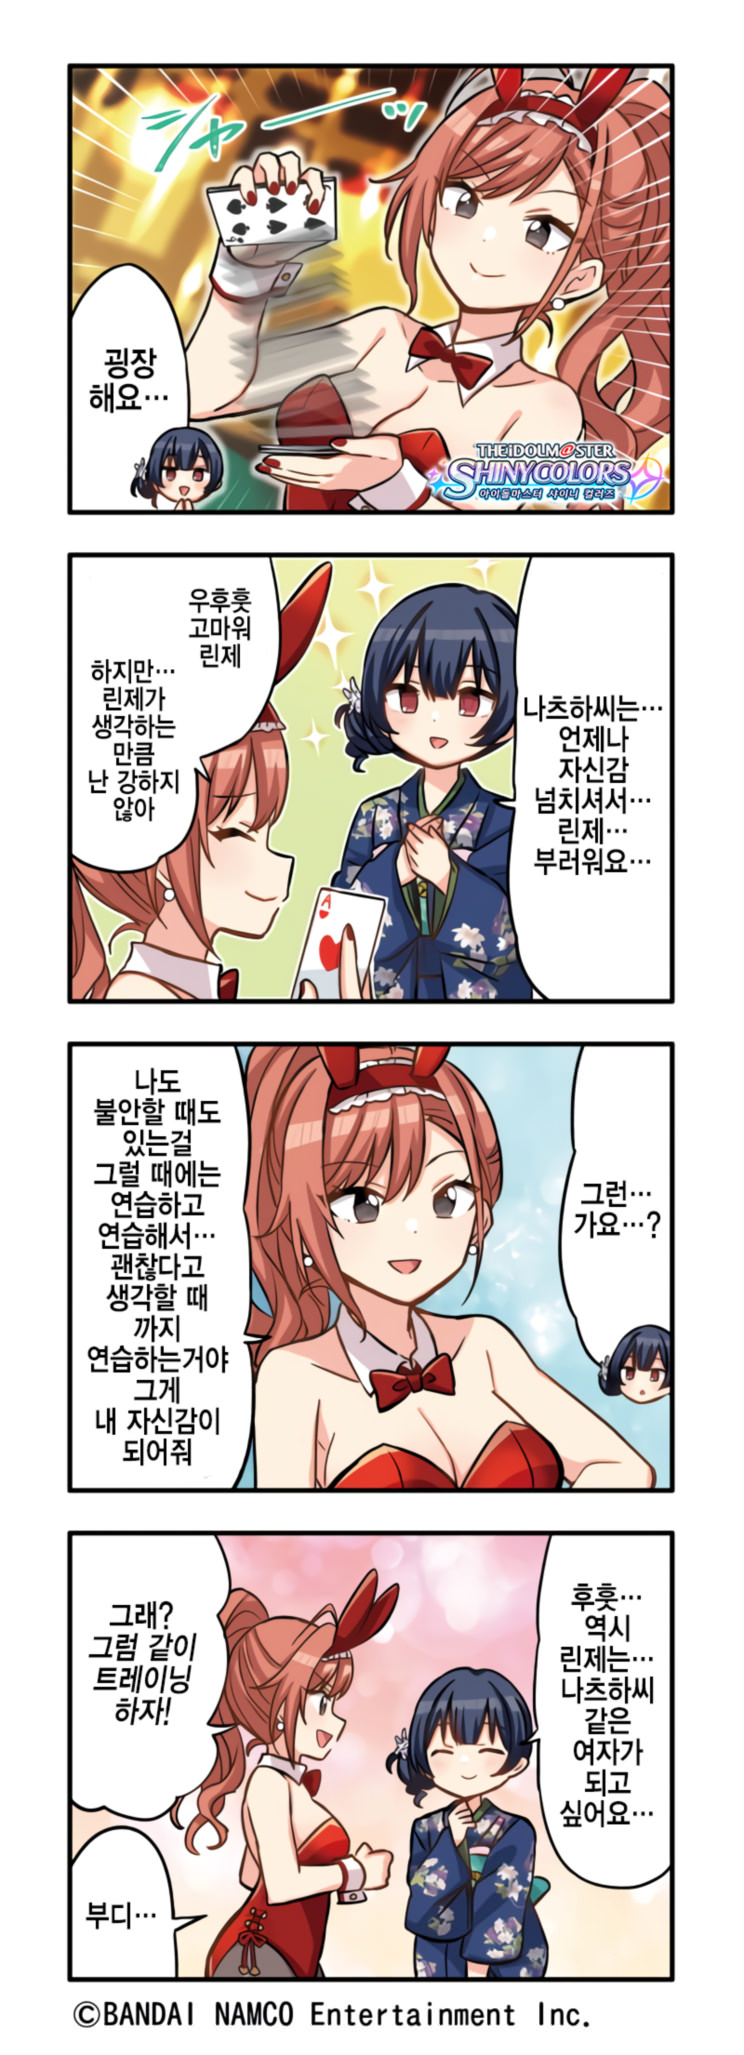 シャーッ
굉장
해요…
THE iDOLM@STER
SHINYCOLORS
아이돌마스터 샤이니 컬러즈
나츠하씨는…
언제나
자신감
넘치셔서…
린제…
부러워요…
우후훗
고마워
린제
하지만…
린제가
생각하는
만큼
난 강하지
않아
A
그런…
가요…?
나도
불안할 때도
있는걸
그럴 때에는
연습하고
연습해서…
괜찮다고
생각할 때
까지
연습하는거야
그게
내 자신감이
되어줘
후훗…
역시
린제는…
나츠하씨
같은
여자가
되고
싶어요…
그래?
그럼 같이
트레이닝
하자!
부디…
©BANDAI NAMCO Entertainment Inc.